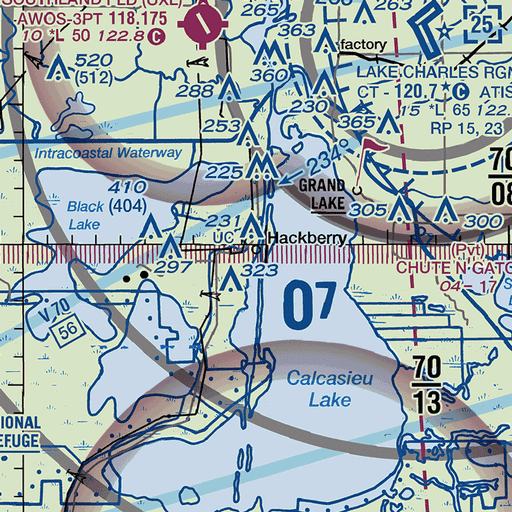 SOUTHLAND FLD (UXL)
AWOS-3PT 118.175
10 *L 50 122.8 C
265
263
363
factory
25
520
(512)
360
LAKE CHARLES RGN
CT - 120.7 ★ C ATIS
15 *L 65 122.
RP 15, 23
288
230
365
253
Intracoastal Waterway
225
234°
70
08
GRAND
LAKE
410
(404)
Black
Lake
305
300
231
UC
Hackberry
(Pvt)
CHUTE N GATO
04 - 17
297
323
07
V 70
56
70
13
Calcasieu
Lake
IONAL
EFUGE